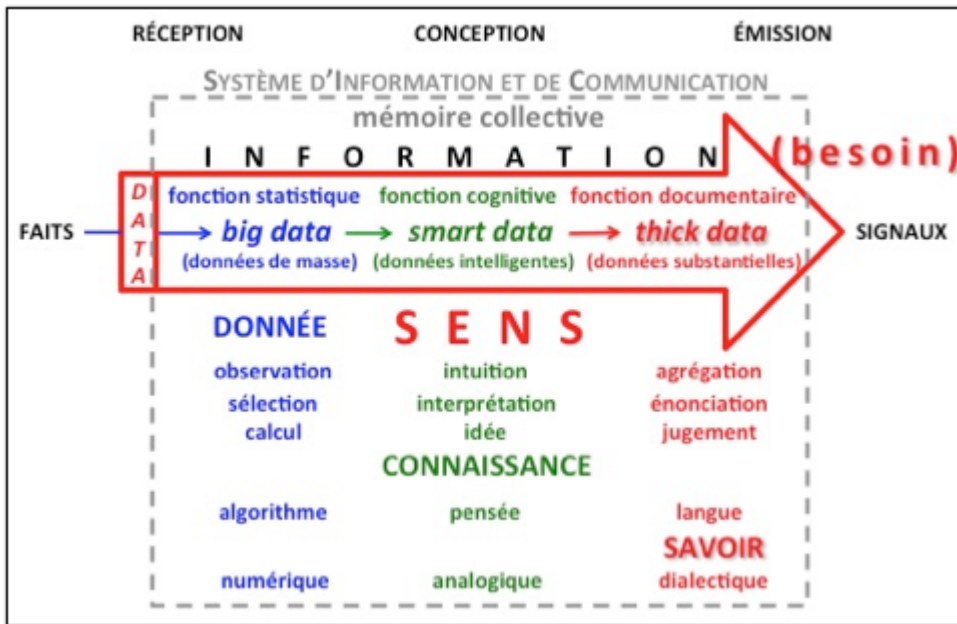 RÉCEPTION CONCEPTION ÉMISSION
SYSTÈME D'INFORMATION ET DE COMMUNICATION
mémoire collective
I N F O R M A T I O N (besoin)
DATA
fonction statistique fonction cognitive fonction documentaire
FAITS big data smart data thick data SIGNAUX
(données de masse) (données intelligentes) (données substantielles)
DONNÉE S E N S
observation intuition agrégation
sélection interprétation énonciation
calcul idée jugement
CONNAISSANCE
algorithme pensée langue
SAVOIR
numérique analogique dialectique